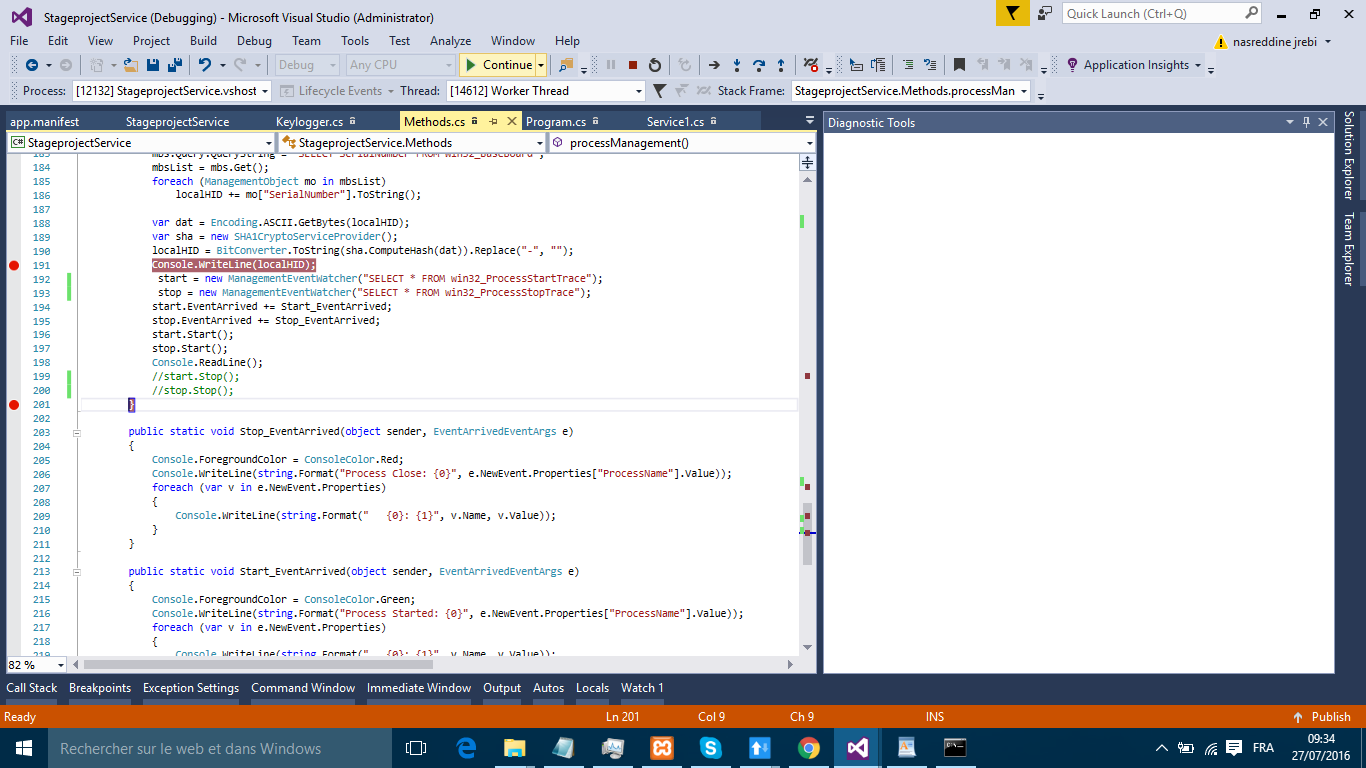 StageprojectService (Debugging) - Microsoft Visual Studio (Administrator)
Quick Launch (Ctrl+Q)
File Edit View Project Build Debug Team Tools Test Analyze Window Help
nasreddine jrebi
Debug Any CPU Continue Application Insights
Process: [12132] StageprojectService.vshost Lifecycle Events Thread: [14612] Worker Thread Stack Frame: StageprojectService.Methods.processMan
app.manifest StageprojectService Keylogger.cs Methods.cs Program.cs Service1.cs
StageprojectService StageprojectService.Methods processManagement()
183 mbs.Query.QueryString = "SELECT SerialNumber FROM Win32_BaseBoard";
184 mbsList = mbs.Get();
185 foreach (ManagementObject mo in mbsList)
186 localHID += mo["SerialNumber"].ToString();
187
188 var dat = Encoding.ASCII.GetBytes(localHID);
189 var sha = new SHA1CryptoServiceProvider();
190 localHID = BitConverter.ToString(sha.ComputeHash(dat)).Replace("-", "");
191 Console.WriteLine(localHID);
192 start = new ManagementEventWatcher("SELECT * FROM win32_ProcessStartTrace");
193 stop = new ManagementEventWatcher("SELECT * FROM win32_ProcessStopTrace");
194 start.EventArrived += Start_EventArrived;
195 stop.EventArrived += Stop_EventArrived;
196 start.Start();
197 stop.Start();
198 Console.ReadLine();
199 //start.Stop();
200 //stop.Stop();
201 }
202
203 public static void Stop_EventArrived(object sender, EventArrivedEventArgs e)
204 {
205 Console.ForegroundColor = ConsoleColor.Red;
206 Console.WriteLine(string.Format("Process Close: {0}", e.NewEvent.Properties["ProcessName"].Value));
207 foreach (var v in e.NewEvent.Properties)
208 {
209 Console.WriteLine(string.Format("   {0}: {1}", v.Name, v.Value));
210 }
211 }
212
213 public static void Start_EventArrived(object sender, EventArrivedEventArgs e)
214 {
215 Console.ForegroundColor = ConsoleColor.Green;
216 Console.WriteLine(string.Format("Process Started: {0}", e.NewEvent.Properties["ProcessName"].Value));
217 foreach (var v in e.NewEvent.Properties)
218 {
219 Console.WriteLine(string.Format("   {0}: {1}", v.Name, v.Value));
82 %
Diagnostic Tools
Solution Explorer
Team Explorer
Call Stack Breakpoints Exception Settings Command Window Immediate Window Output Autos Locals Watch 1
Ready Ln 201 Col 9 Ch 9 INS Publish
Rechercher sur le web et dans Windows
FRA
09:34
27/07/2016